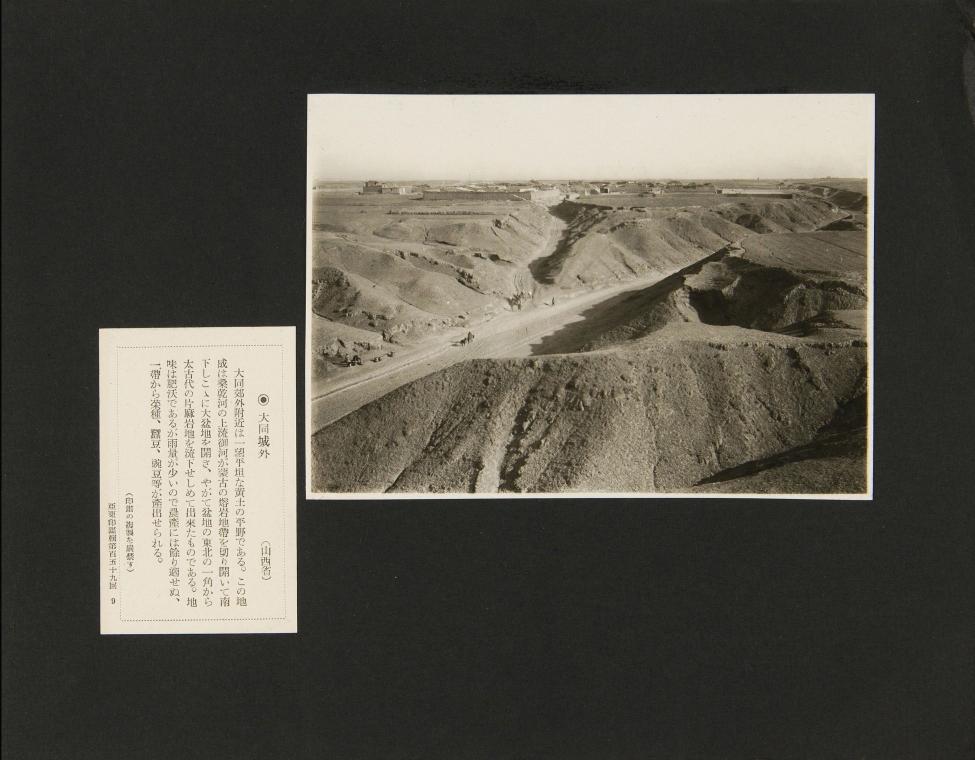 ◉ 大同城外
（山西省）
大同郊外附近は一望平坦な黄土の平野である。この地
域は桑乾河の上流御河が蒙古の熔岩地帶を切り開いて南
下しこゝに大盆地を開き、やがて盆地の東北の一角から
太古代の片麻岩地を流下せしめて出來たものである。地
味は肥沃であるが雨量が少いので農產には餘り適せぬ、
一帶から菜種、蠶豆、豌豆等が產出せられる。
（印畫の複製を嚴禁す）
亞東印畫輯第百五十九回 9